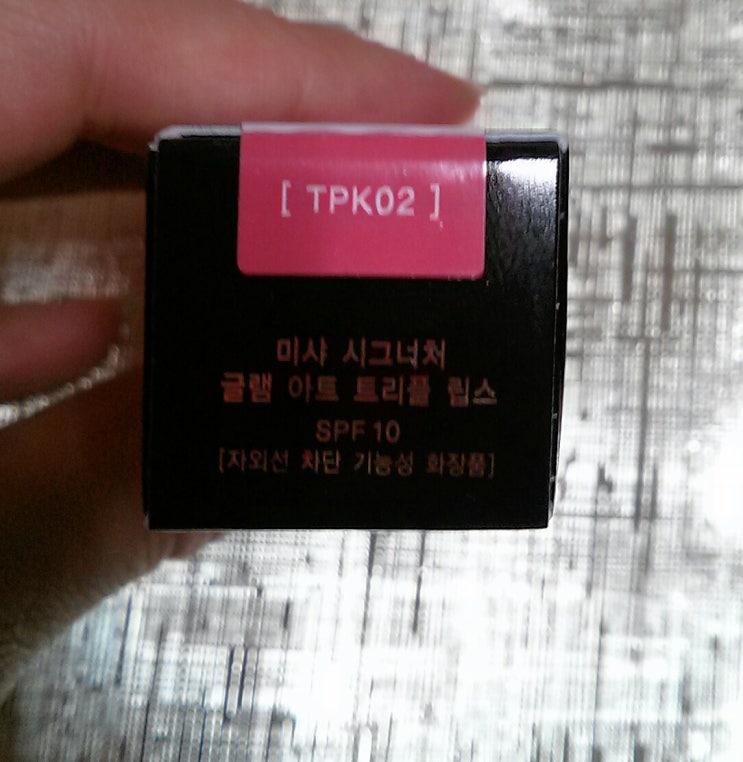 [ TPK02 ]
미샤 시그너처
글램 아트 트리플 립스
SPF 10
[자외선 차단 기능성 화장품]